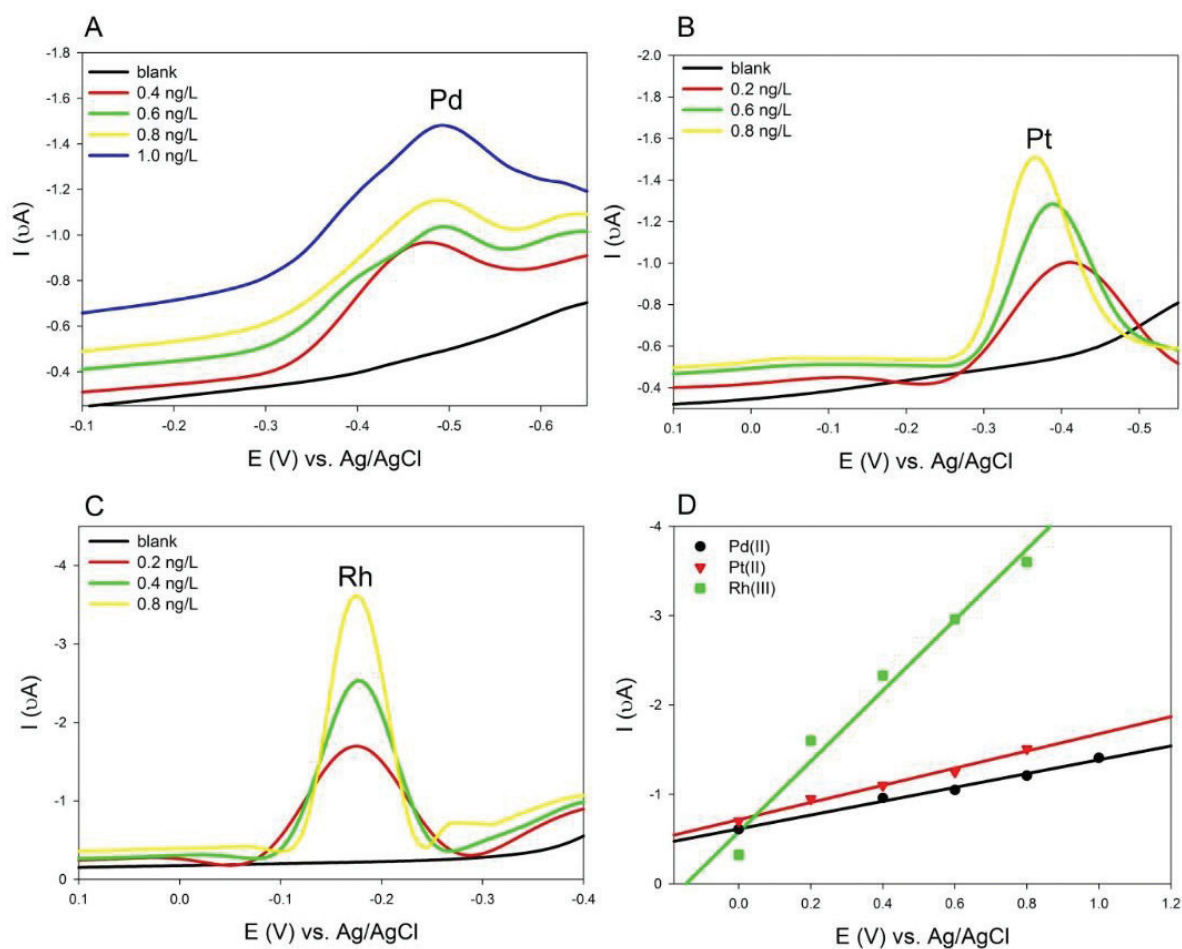 A
-1.8
-1.6
-1.4
-1.2
-1.0
-0.8
-0.6
-0.4
I (υA)
blank
0.4 ng/L
0.6 ng/L
0.8 ng/L
1.0 ng/L
Pd
-0.1 -0.2 -0.3 -0.4 -0.5 -0.6
E (V) vs. Ag/AgCl
B
-2.0
-1.8
-1.6
-1.4
-1.2
-1.0
-0.8
-0.6
-0.4
I (υA)
blank
0.2 ng/L
0.6 ng/L
0.8 ng/L
Pt
0.1 0.0 -0.1 -0.2 -0.3 -0.4 -0.5
E (V) vs. Ag/AgCl
C
-4
-3
-2
-1
0
I (υA)
blank
0.2 ng/L
0.4 ng/L
0.8 ng/L
Rh
0.1 0.0 -0.1 -0.2 -0.3 -0.4
E (V) vs. Ag/AgCl
D
-4
-3
-2
-1
0
I (υA)
Pd(II)
Pt(II)
Rh(III)
0.0 0.2 0.4 0.6 0.8 1.0 1.2
E (V) vs. Ag/AgCl